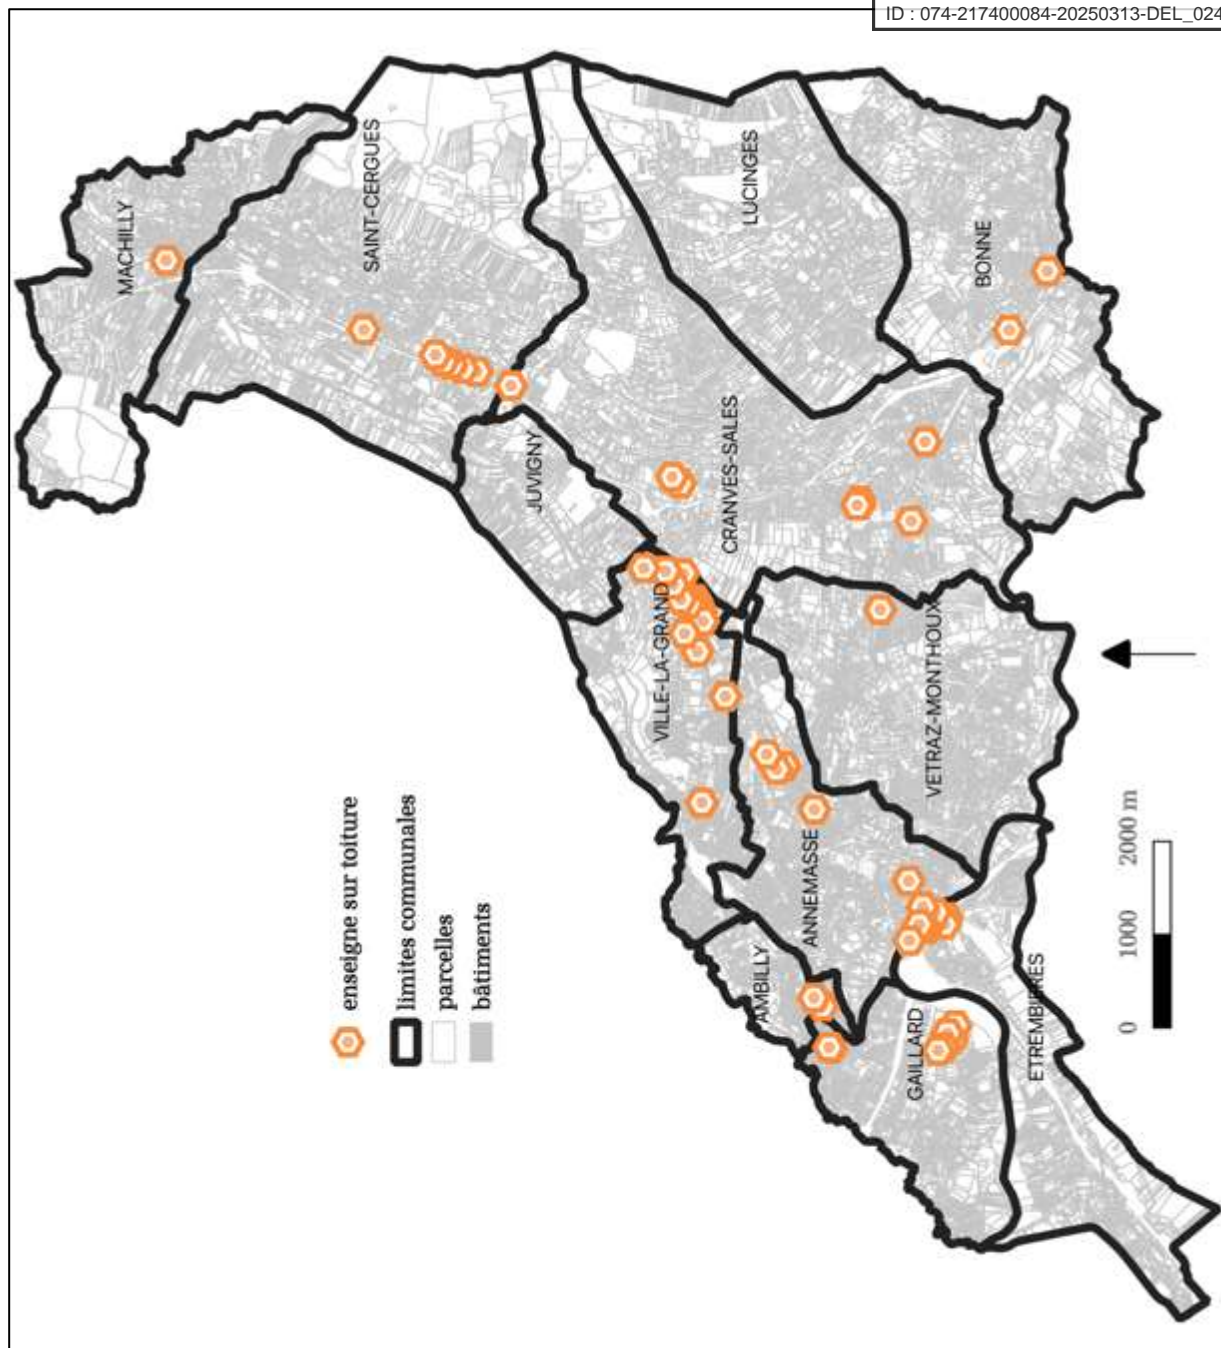 ID : 074-217400084-20250313-DEL_024
MACHILLY
SAINT-CERGUES
LUCINGES
BONNE
JUVIGNY
CRANVES-SALES
VILLE-LA-GRAND
VETRAZ-MONTHOUX
ANNEMASSE
AMBILLY
GAILLARD
ETREMBIERES
enseigne sur toiture
limites communales
parcelles
bâtiments
0 1000 2000 m